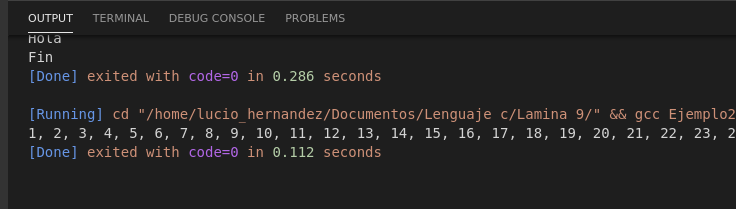 OUTPUT TERMINAL DEBUG CONSOLE PROBLEMS
Hola
Fin
[Done] exited with code=0 in 0.286 seconds
[Running] cd "/home/lucio_hernandez/Documentos/Lenguaje c/Lamina 9/" && gcc Ejemplo2
1, 2, 3, 4, 5, 6, 7, 8, 9, 10, 11, 12, 13, 14, 15, 16, 17, 18, 19, 20, 21, 22, 23, 2
[Done] exited with code=0 in 0.112 seconds